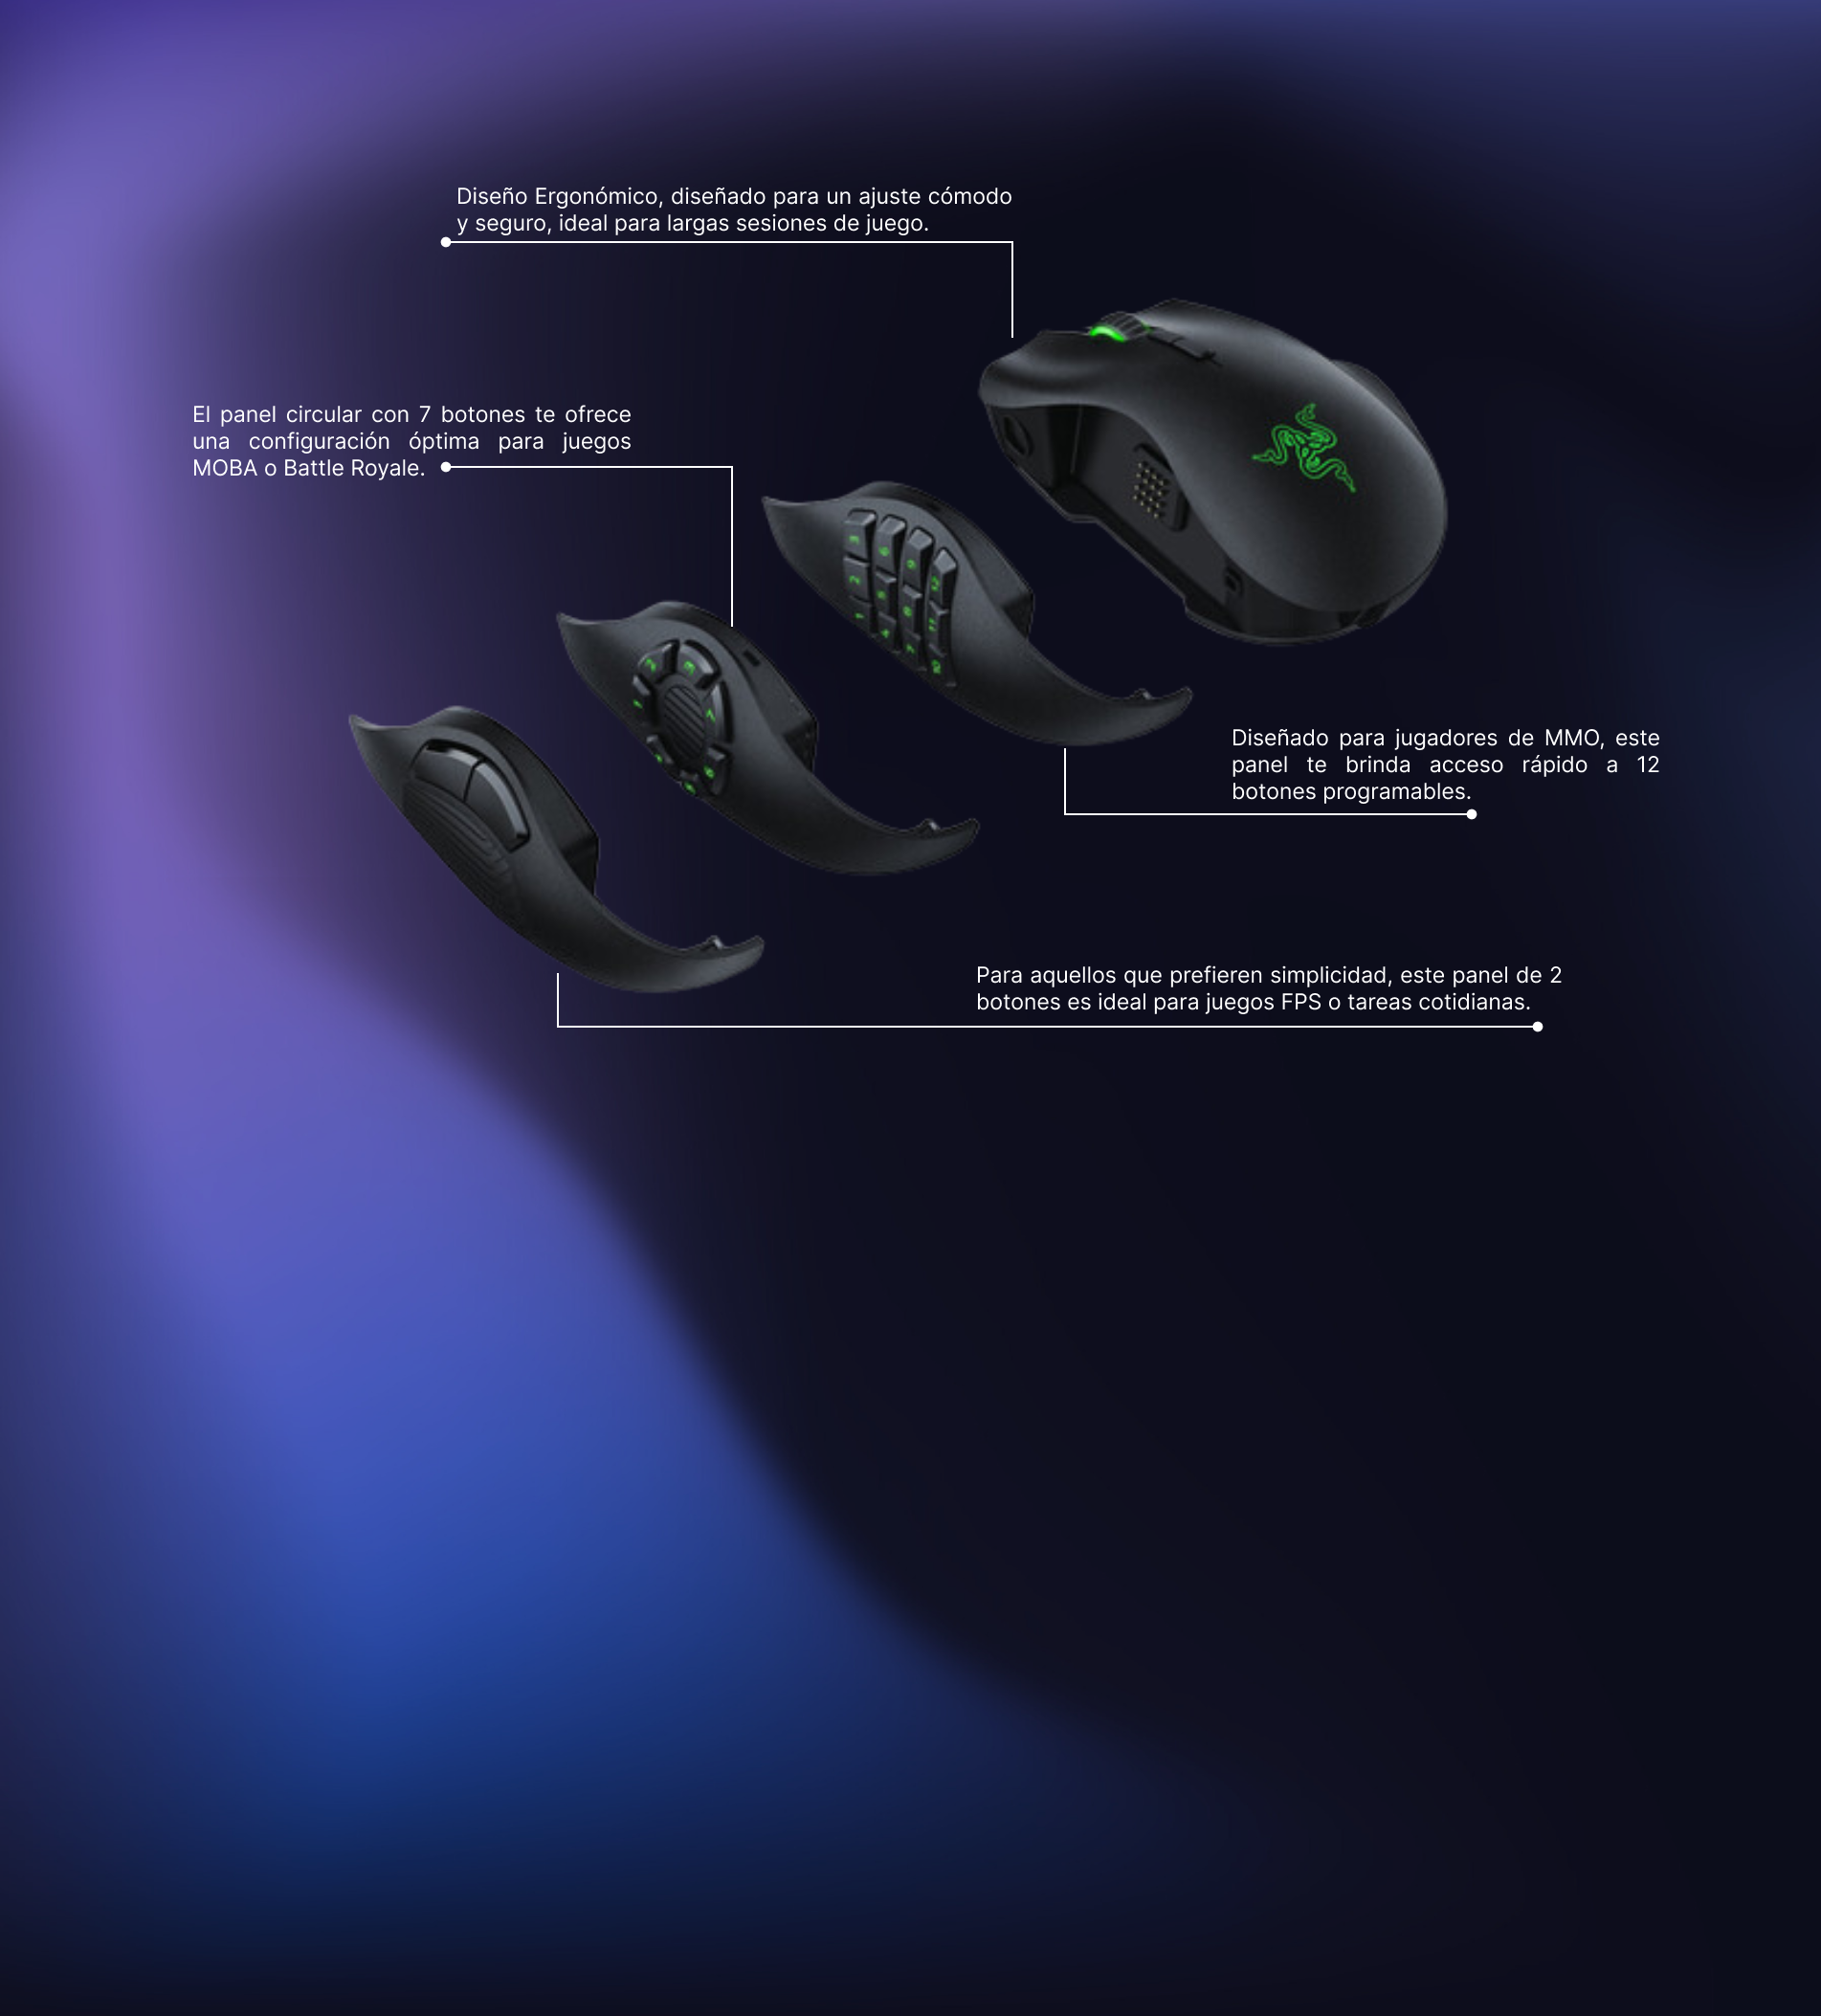 Diseño Ergonómico, diseñado para un ajuste cómodo
y seguro, ideal para largas sesiones de juego.
El panel circular con 7 botones te ofrece
una configuración óptima para juegos
MOBA o Battle Royale.
Diseñado para jugadores de MMO, este
panel te brinda acceso rápido a 12
botones programables.
Para aquellos que prefieren simplicidad, este panel de 2
botones es ideal para juegos FPS o tareas cotidianas.